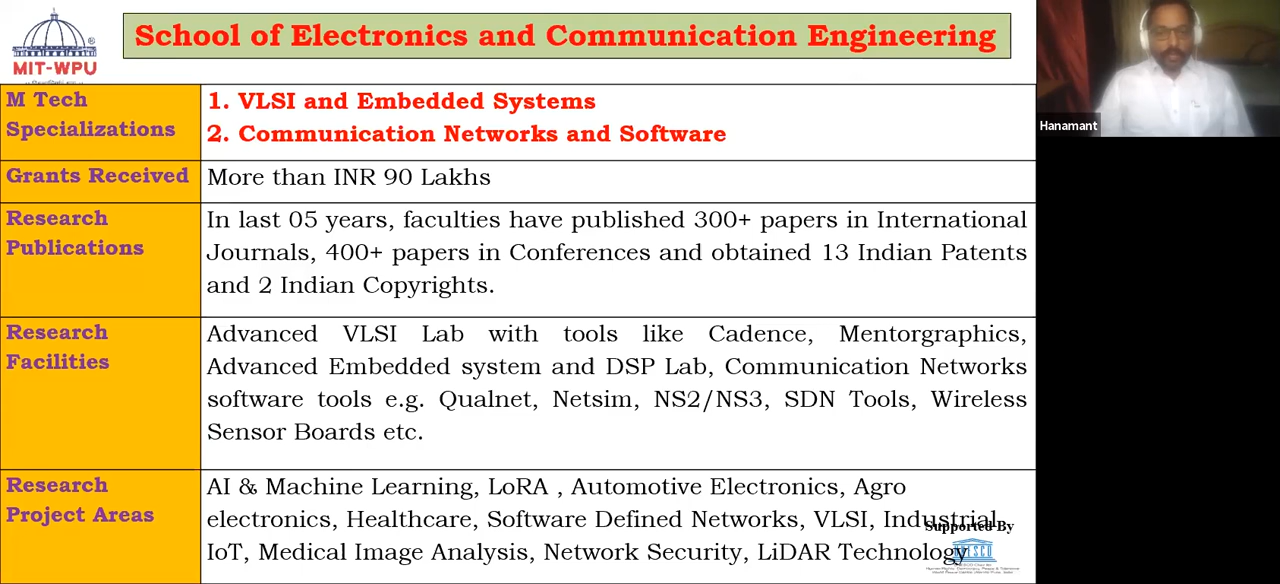 School of Electronics and Communication Engineering
MIT-WPU
Hanamant
M Tech
Specializations
1. VLSI and Embedded Systems
2. Communication Networks and Software
Grants Received
More than INR 90 Lakhs
Research
Publications
In last 05 years, faculties have published 300+ papers in International
Journals, 400+ papers in Conferences and obtained 13 Indian Patents
and 2 Indian Copyrights.
Research
Facilities
Advanced VLSI Lab with tools like Cadence, Mentorgraphics,
Advanced Embedded system and DSP Lab, Communication Networks
software tools e.g. Qualnet, Netsim, NS2/NS3, SDN Tools, Wireless
Sensor Boards etc.
Research
Project Areas
AI & Machine Learning, LoRA , Automotive Electronics, Agro
electronics, Healthcare, Software Defined Networks, VLSI, Industrial
IoT, Medical Image Analysis, Network Security, LiDAR Technology
Supported By